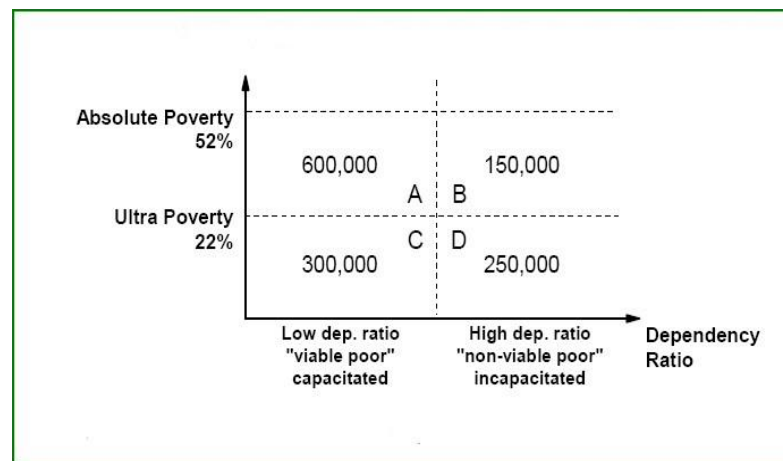 Absolute Poverty
52%
600,000
150,000
A
B
Ultra Poverty
22%
C
D
300,000
250,000
Low dep. ratio
"viable poor"
capacitated
High dep. ratio
"non-viable poor"
incapacitated
Dependency
Ratio